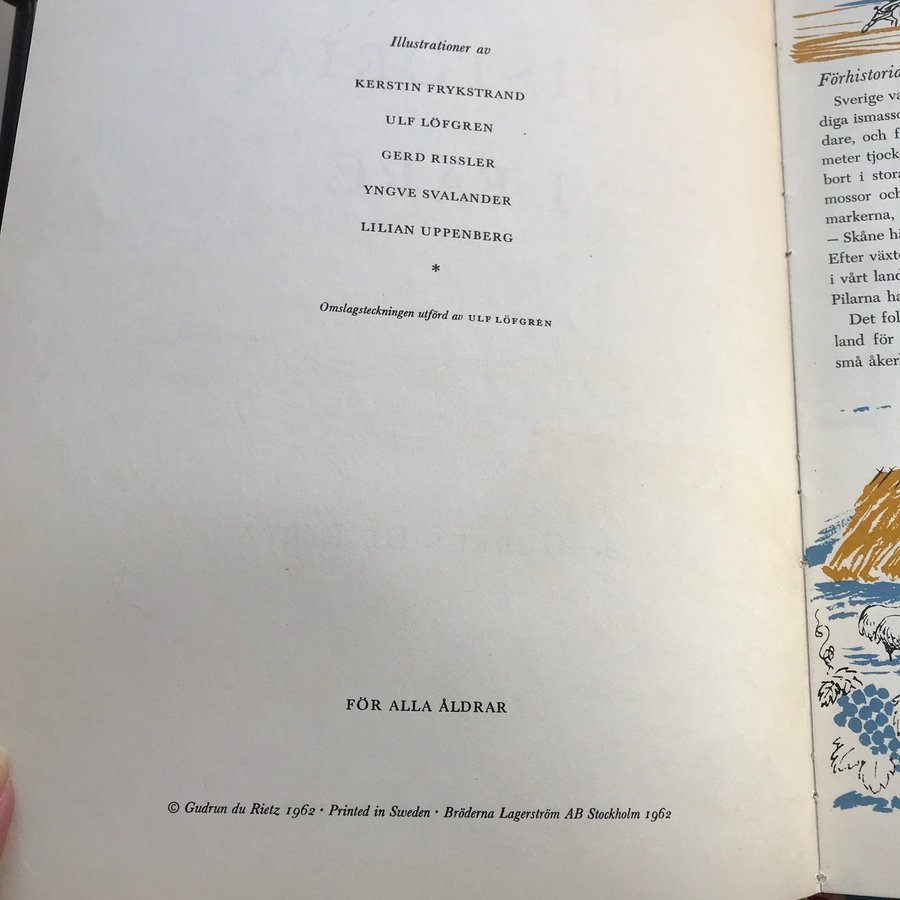 Illustrationer av
KERSTIN FRYKSTRAND
ULF LÖFGREN
GERD RISSLER
YNGVE SVALANDER
LILIAN UPPENBERG
*
Omslagsteckningen utförd av ULF LÖFGREN
FÖR ALLA ÅLDRAR
© Gudrun du Rietz 1962 · Printed in Sweden · Bröderna Lagerström AB Stockholm 1962
Förhistoria
Sverige va
diga ismasso
dare, och f
meter tjock
bort i stora
mossor och
markerna,
– Skåne hä
Efter växte
i vårt land
Pilarna ha
Det fol
land för
små åker